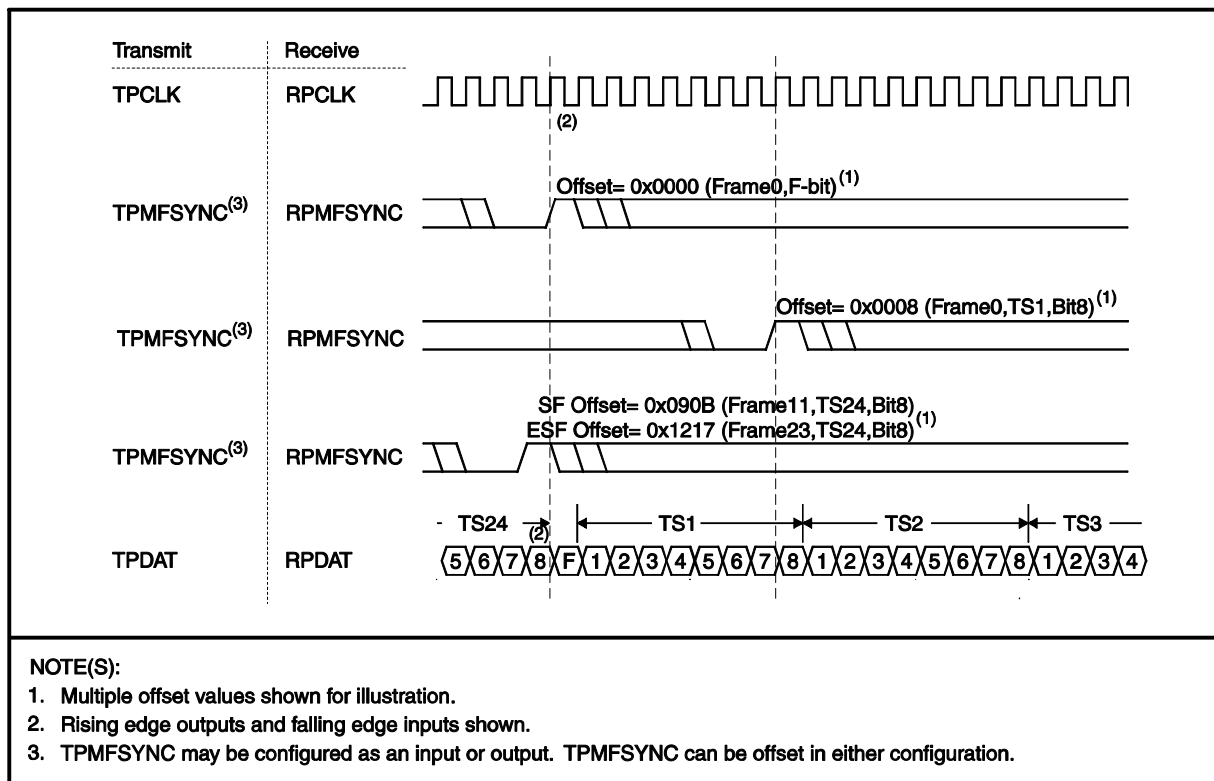 Transmit Receive
TPCLK RPCLK
(2)
Offset= 0x0000 (Frame0,F-bit)(1)
TPMFSYNC(3) RPMFSYNC
Offset= 0x0008 (Frame0,TS1,Bit8)(1)
TPMFSYNC(3) RPMFSYNC
SF Offset= 0x090B (Frame11,TS24,Bit8)
ESF Offset= 0x1217 (Frame23,TS24,Bit8)(1)
TPMFSYNC(3) RPMFSYNC
TS24 TS1 TS2 TS3
(2)
TPDAT RPDAT 5 6 7 8 F 1 2 3 4 5 6 7 8 1 2 3 4 5 6 7 8 1 2 3 4
NOTE(S):
1. Multiple offset values shown for illustration.
2. Rising edge outputs and falling edge inputs shown.
3. TPMFSYNC may be configured as an input or output. TPMFSYNC can be offset in either configuration.